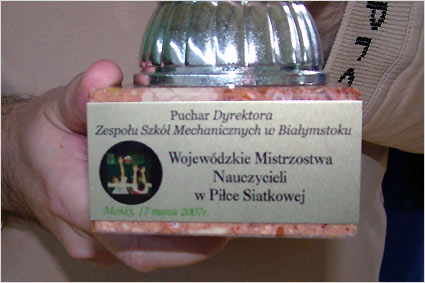 Puchar Dyrektora
Zespołu Szkół Mechanicznych w Białymstoku
Wojewódzkie Mistrzostwa
Nauczycieli
w Piłce Siatkowej
Mońki, 17 marca 2007r.